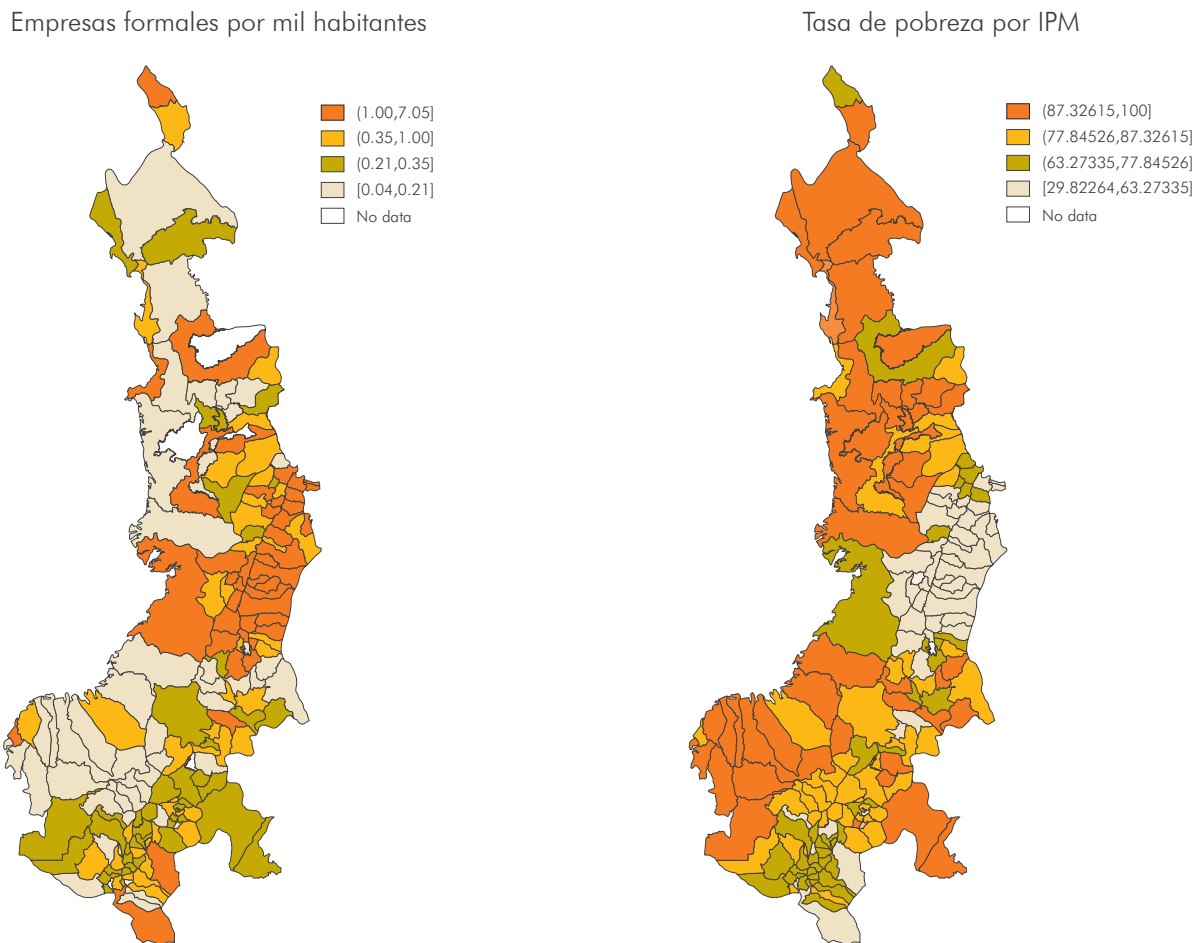 Empresas formales por mil habitantes
(1.00,7.05]
(0.35,1.00]
(0.21,0.35]
[0.04,0.21]
No data
Tasa de pobreza por IPM
(87.32615,100]
(77.84526,87.32615]
(63.27335,77.84526]
[29.82264,63.27335]
No data